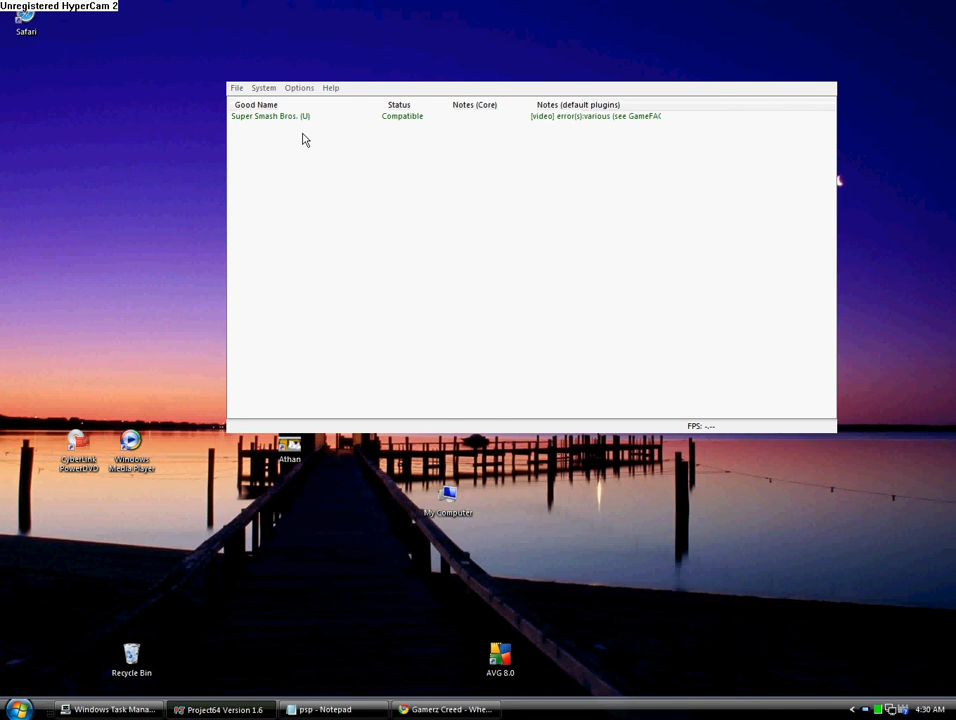 Unregistered HyperCam 2
Safari
File System Options Help
Good Name Status Notes (Core) Notes (default plugins)
Super Smash Bros. (U) Compatible [video] error(s):various (see GameFAQ
FPS: -.--
CyberLink PowerDVD
Windows Media Player
Athan
My Computer
Recycle Bin
AVG 8.0
Windows Task Mana... Project64 Version 1.6 psp - Notepad Gamerz Creed - Whe... 4:30 AM